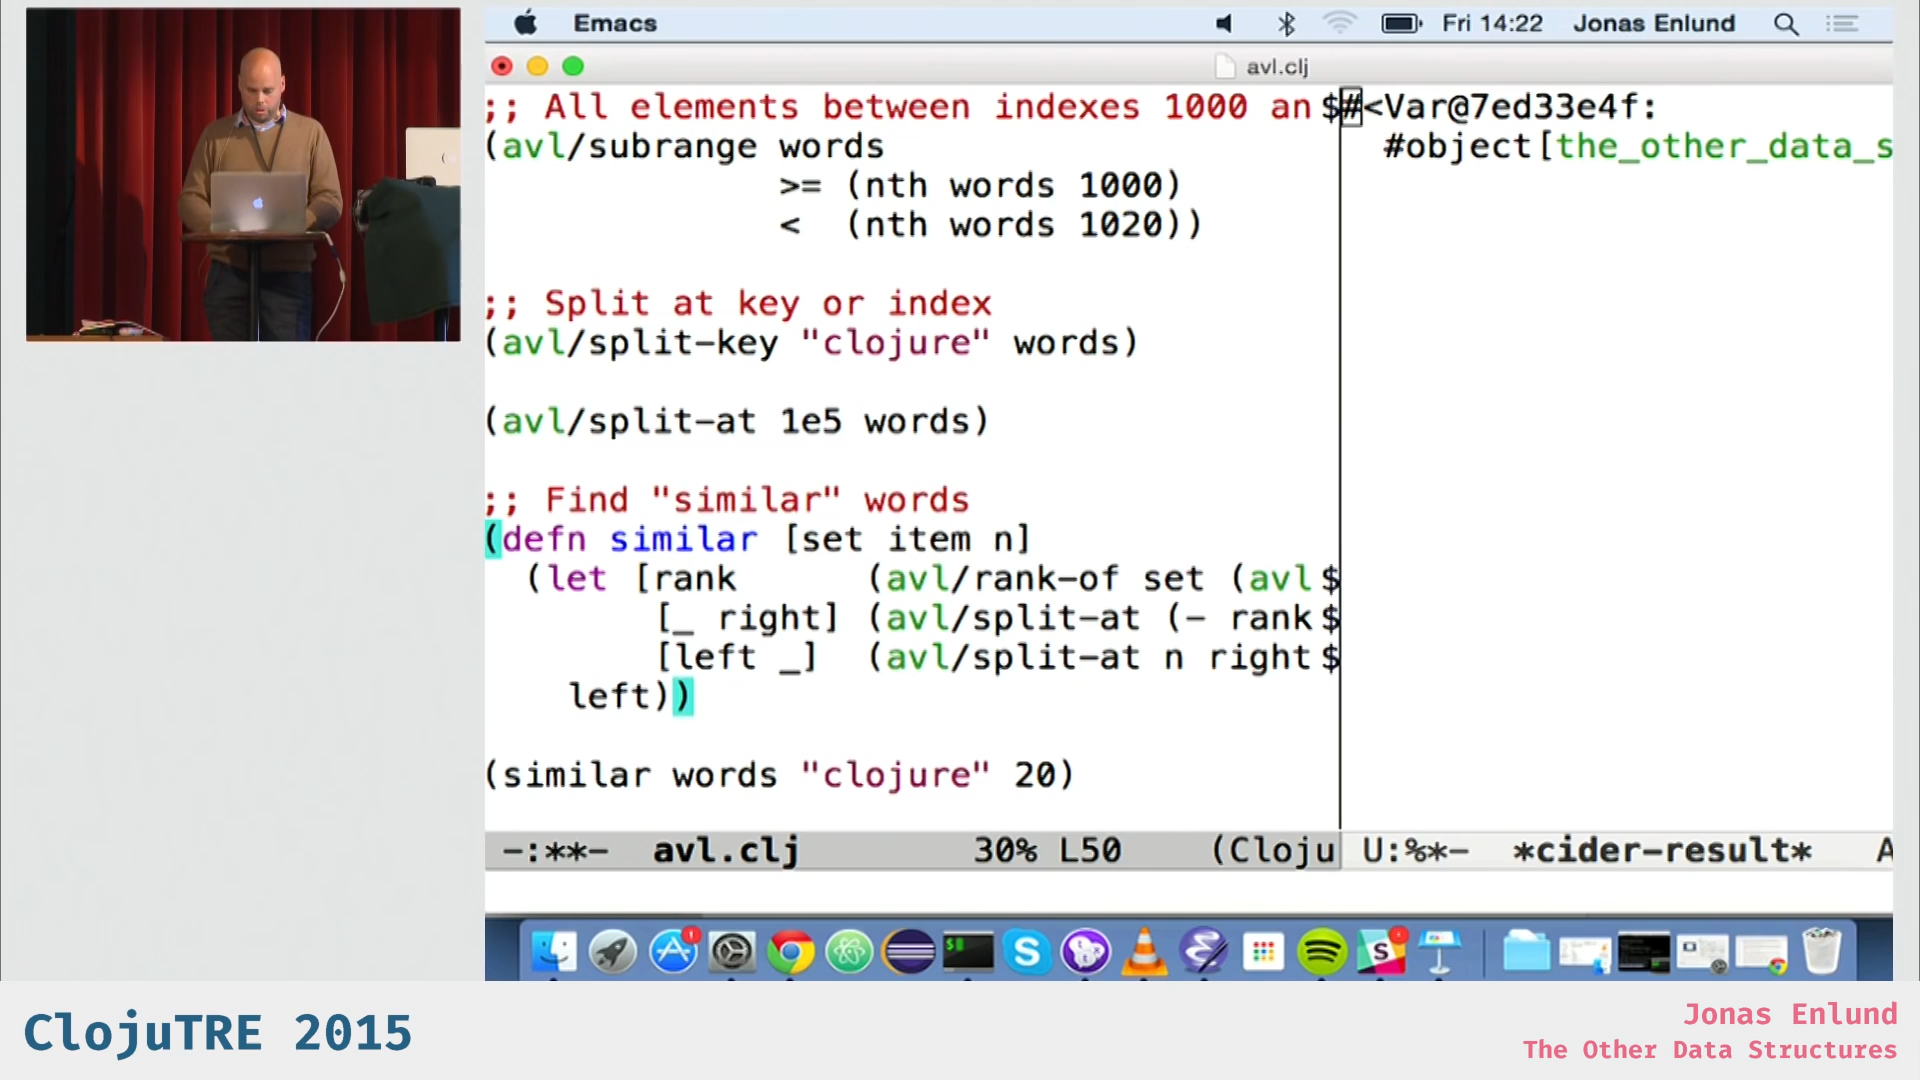 Emacs
Fri 14:22 Jonas Enlund
avl.clj
;; All elements between indexes 1000 an$
(avl/subrange words
>= (nth words 1000)
< (nth words 1020))
;; Split at key or index
(avl/split-key "clojure" words)
(avl/split-at 1e5 words)
;; Find "similar" words
(defn similar [set item n]
(let [rank (avl/rank-of set (avl$
[_ right] (avl/split-at (- rank$
[left _] (avl/split-at n right$
left))
(similar words "clojure" 20)
-:**- avl.clj 30% L50 (Cloju
#<Var@7ed33e4f:
#object[the_other_data_s
U:%*- *cider-result* A
ClojuTRE 2015
Jonas Enlund
The Other Data Structures